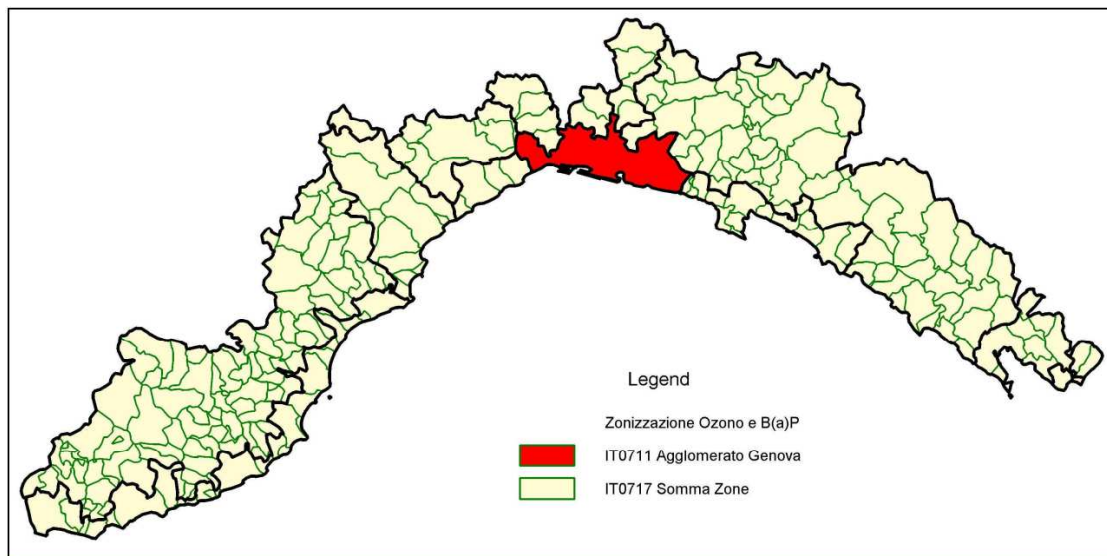 Legend
Zonizzazione Ozono e B(a)P
IT0711 Agglomerato Genova
IT0717 Somma Zone